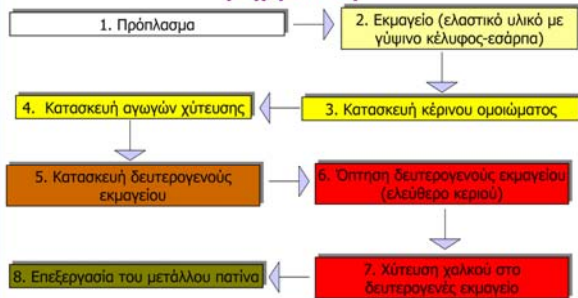 1. Πρόπλασμα
2. Εκμαγείο (ελαστικό υλικό με
γύψινο κέλυφος-εσάρπα)
3. Κατασκευή κέρινου ομοιώματος
4. Κατασκευή αγωγών χύτευσης
5. Κατασκευή δευτερογενούς
εκμαγείου
6. Όπτηση δευτερογενούς εκμαγείου
(ελεύθερο κεριού)
7. Χύτευση χαλκού στο
δευτερογενές εκμαγείο
8. Επεξεργασία του μετάλλου πατίνα